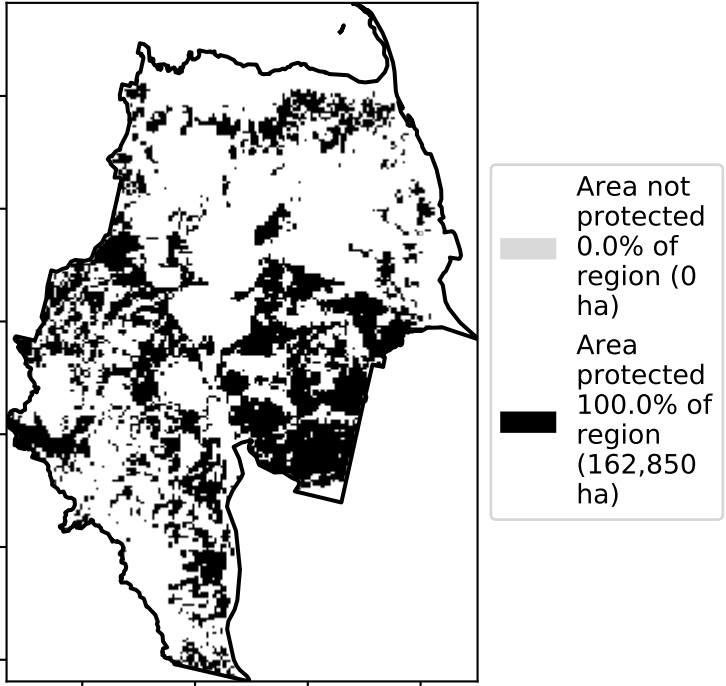 Area not
protected
0.0% of
region (0
ha)
Area
protected
100.0% of
region
(162,850
ha)